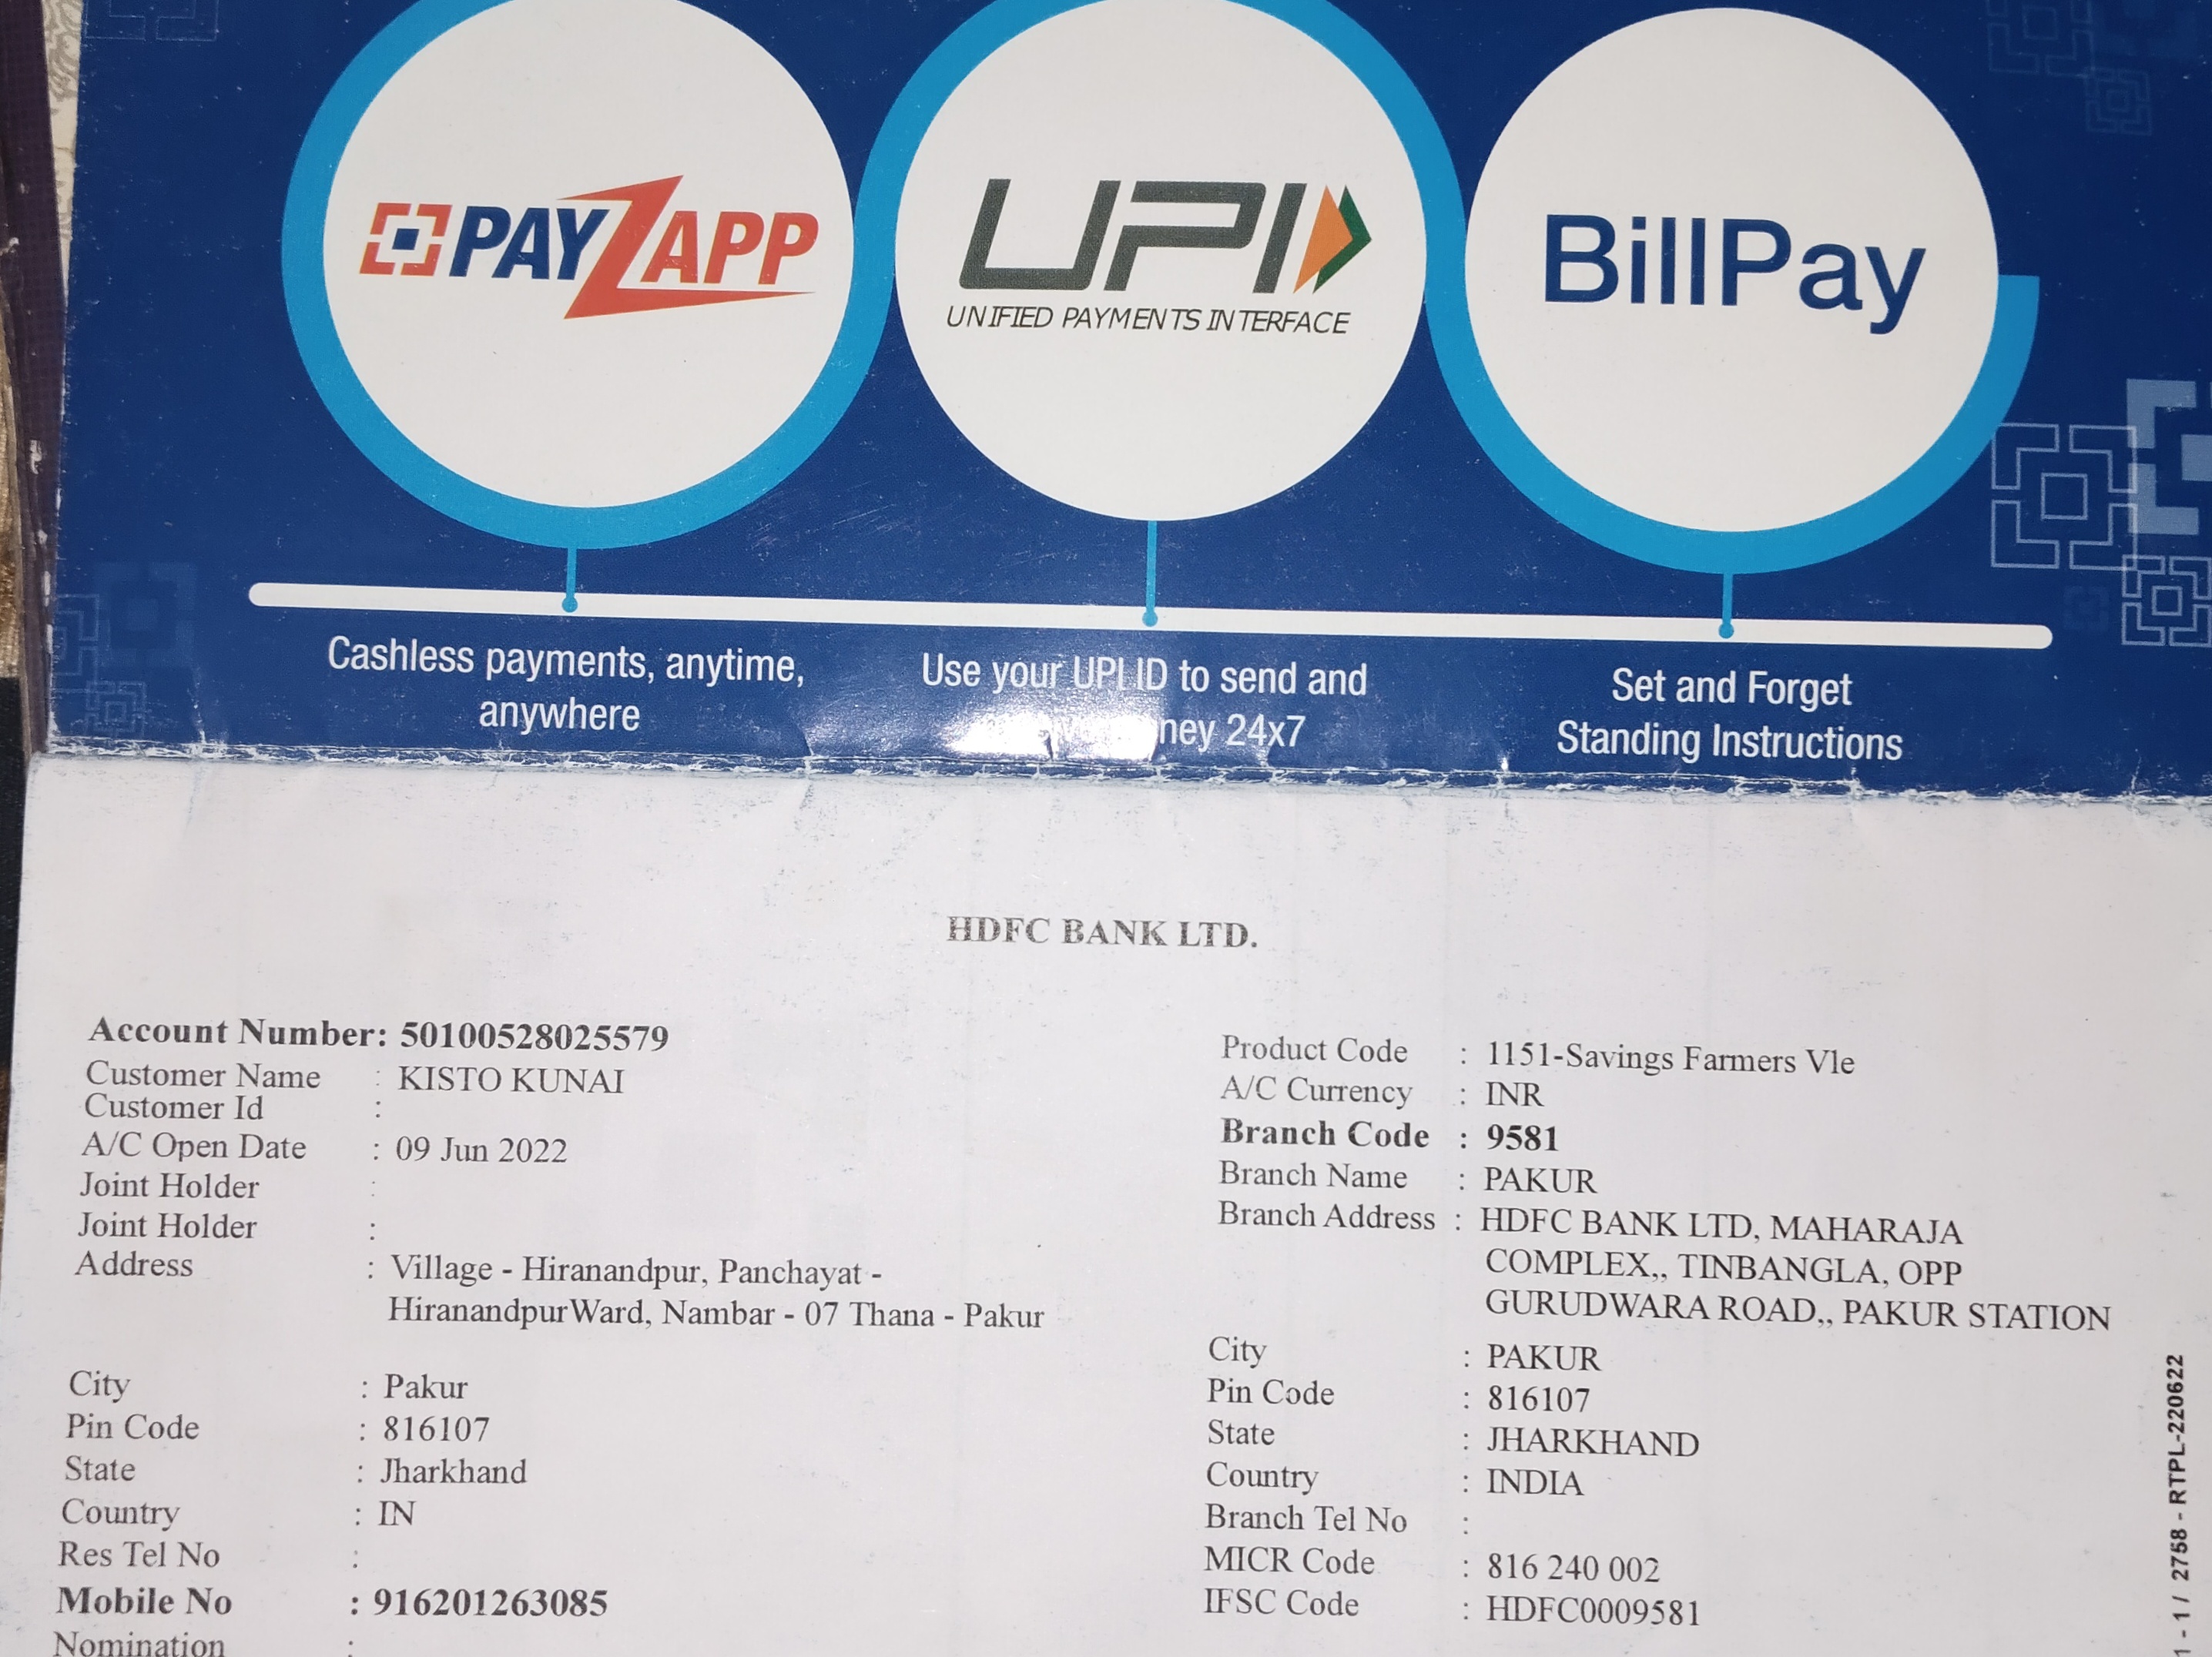 PAYZAPP
UPI
UNIFIED PAYMENTS INTERFACE
BillPay
Cashless payments, anytime,
anywhere
Use your UPI ID to send and
24x7
Set and Forget
Standing Instructions
HDFC BANK LTD.
Account Number: 50100528025579
Customer Name : KISTO KUNAI
Customer Id :
A/C Open Date : 09 Jun 2022
Joint Holder :
Joint Holder :
Address : Village - Hiranandpur, Panchayat -
HiranandpurWard, Nambar - 07 Thana - Pakur
City : Pakur
Pin Code : 816107
State : Jharkhand
Country : IN
Res Tel No :
Mobile No : 916201263085
Nomination :
Product Code : 1151-Savings Farmers Vle
A/C Currency : INR
Branch Code : 9581
Branch Name : PAKUR
Branch Address : HDFC BANK LTD, MAHARAJA
COMPLEX,, TINBANGLA, OPP
GURUDWARA ROAD,, PAKUR STATION
City : PAKUR
Pin Code : 816107
State : JHARKHAND
Country : INDIA
Branch Tel No :
MICR Code : 816 240 002
IFSC Code : HDFC0009581
1 - 1 / 2758 - RTPL-220622